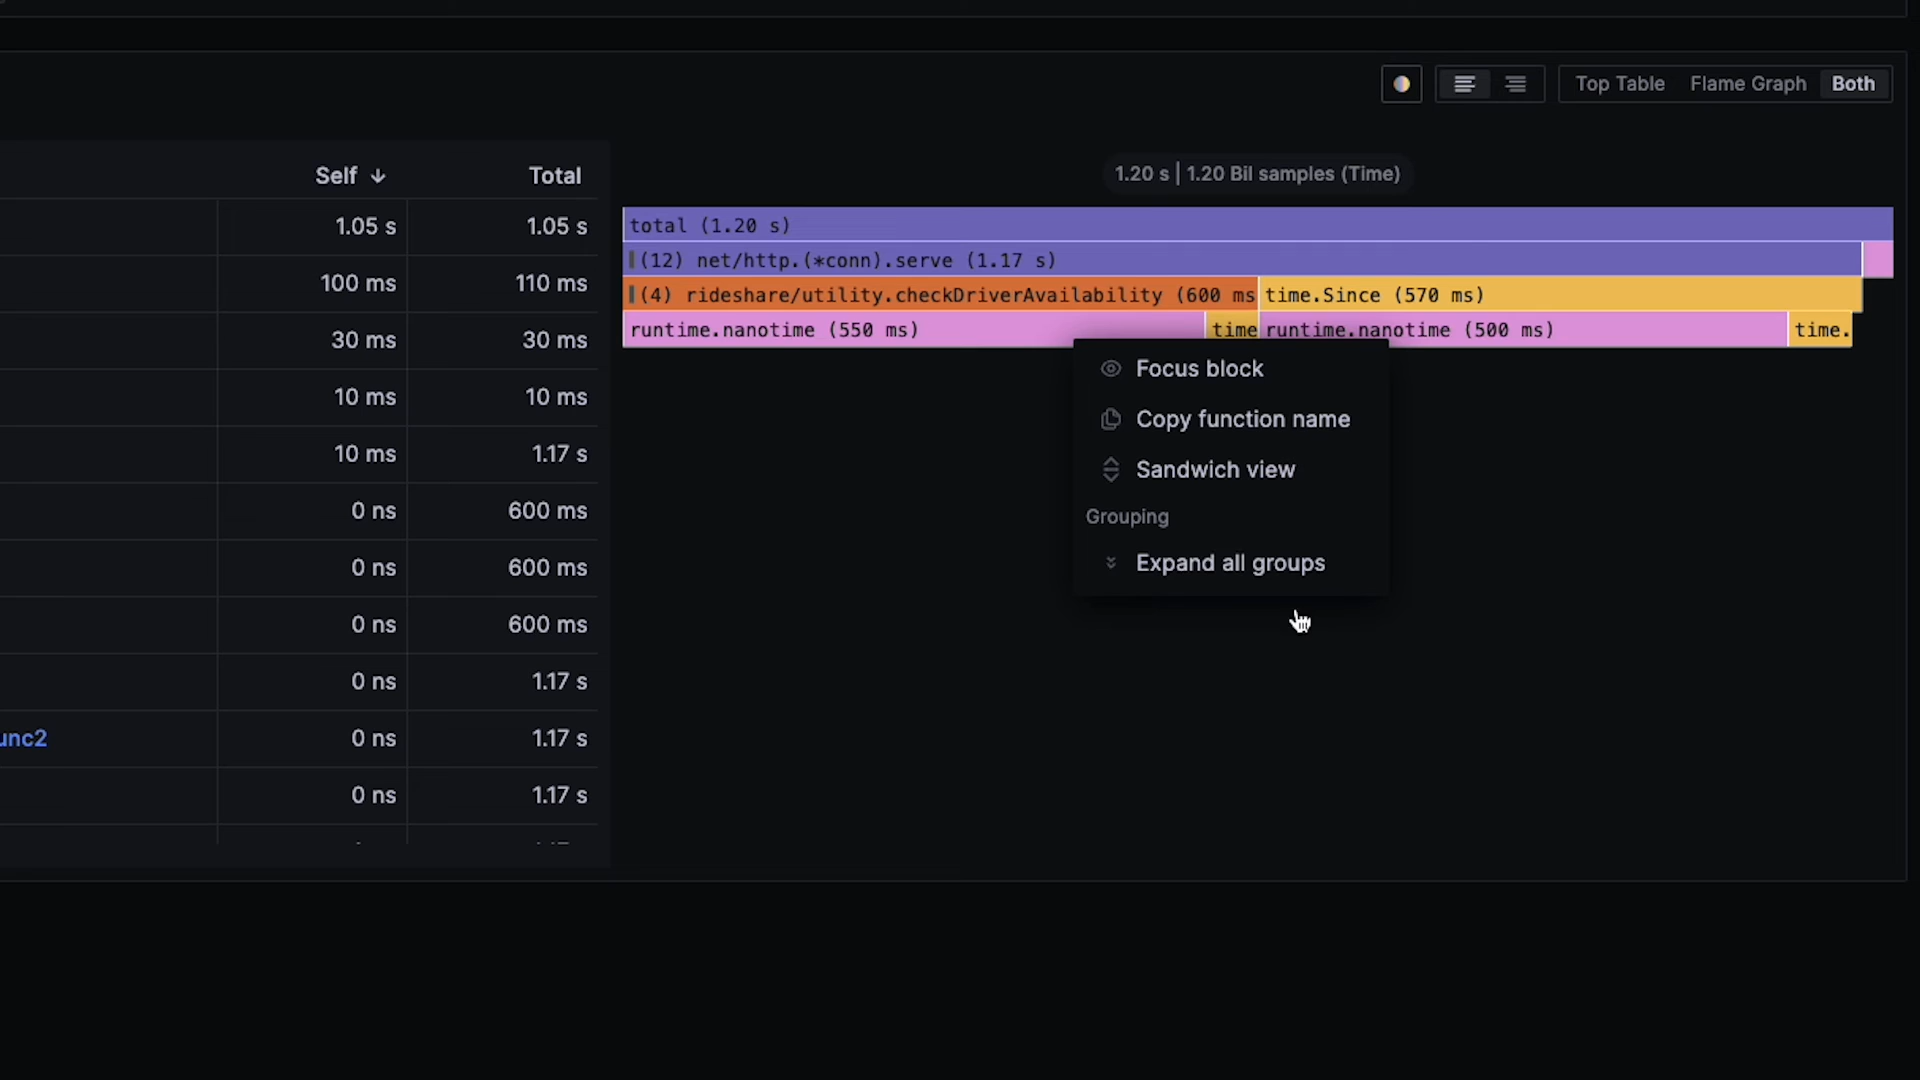 Top Table Flame Graph Both
Self ↓ Total
1.20 s | 1.20 Bil samples (Time)
1.05 s 1.05 s
100 ms 110 ms
30 ms 30 ms
10 ms 10 ms
10 ms 1.17 s
0 ns 600 ms
0 ns 600 ms
0 ns 600 ms
0 ns 1.17 s
unc2 0 ns 1.17 s
0 ns 1.17 s
total (1.20 s)
(12) net/http.(*conn).serve (1.17 s)
(4) rideshare/utility.checkDriverAvailability (600 ms
time.Since (570 ms)
runtime.nanotime (550 ms)
time
runtime.nanotime (500 ms)
time.
Focus block
Copy function name
Sandwich view
Grouping
Expand all groups